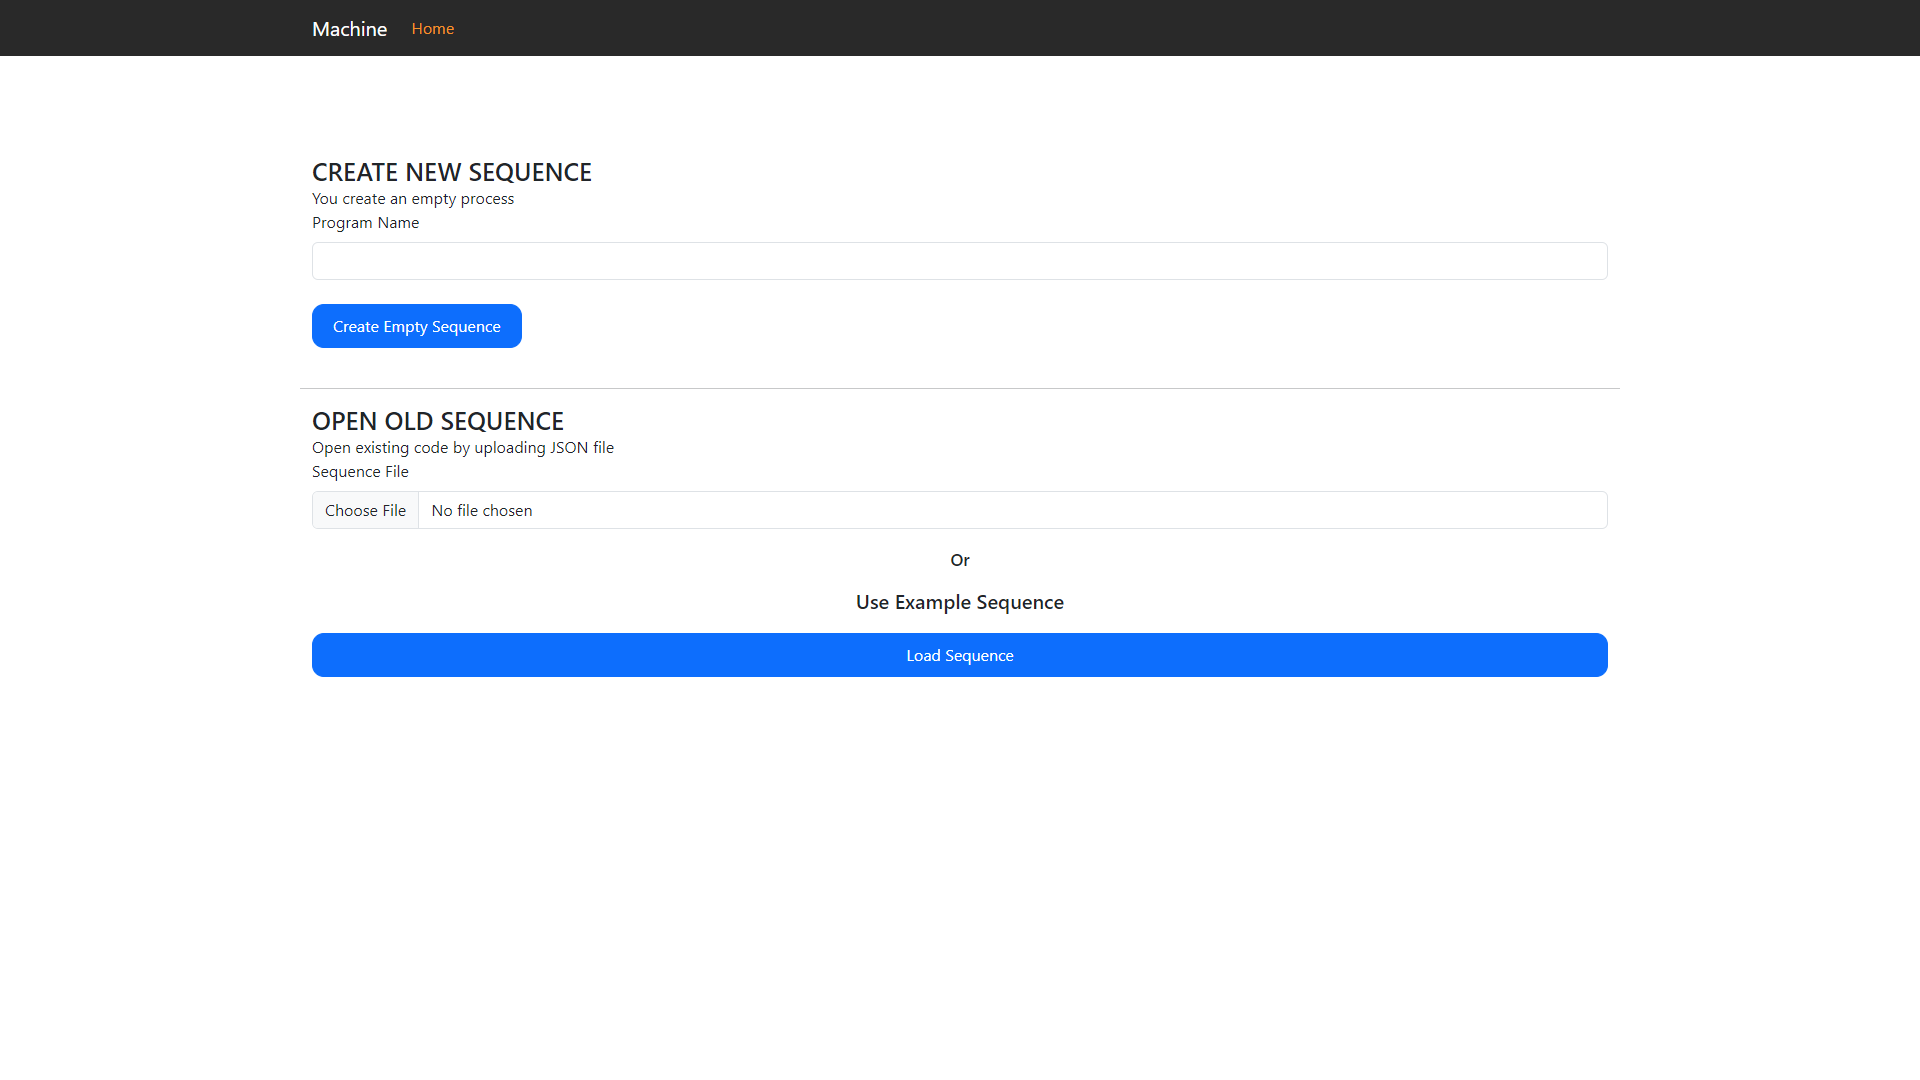 Machine Home
CREATE NEW SEQUENCE
You create an empty process
Program Name
Create Empty Sequence
OPEN OLD SEQUENCE
Open existing code by uploading JSON file
Sequence File
Choose File No file chosen
Or
Use Example Sequence
Load Sequence